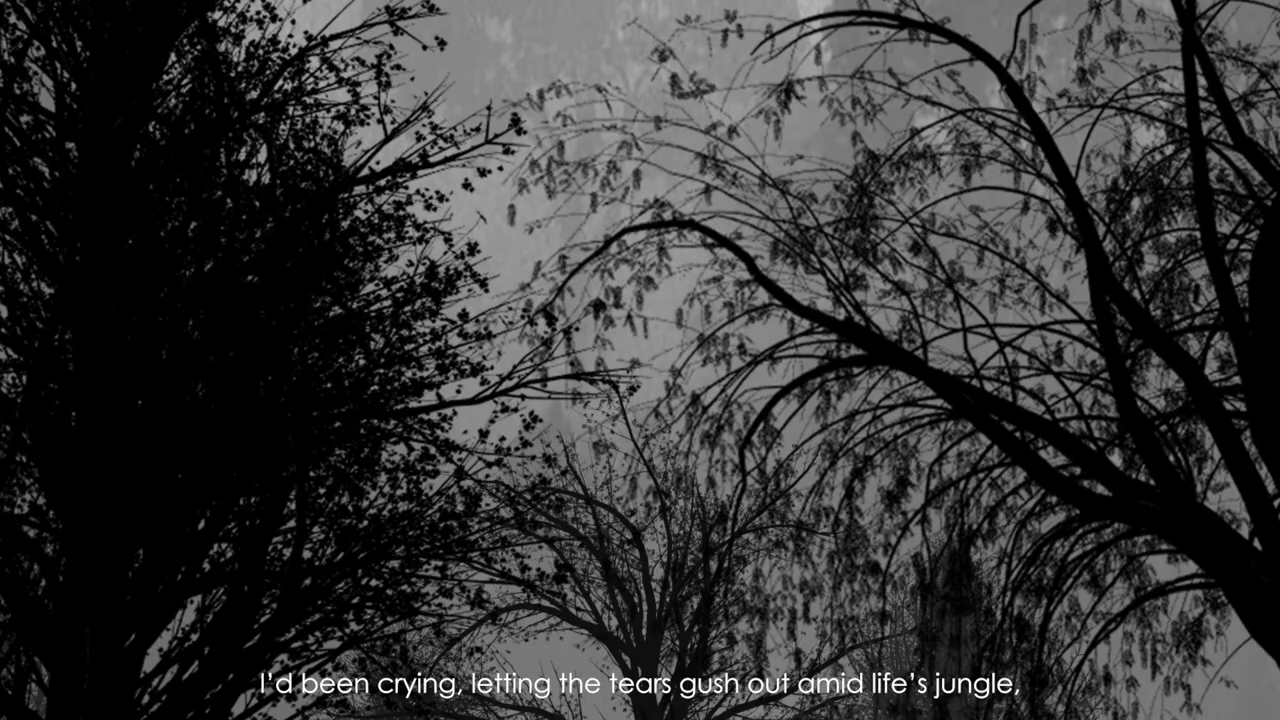 I’d been crying, letting the tears gush out amid life’s jungle,